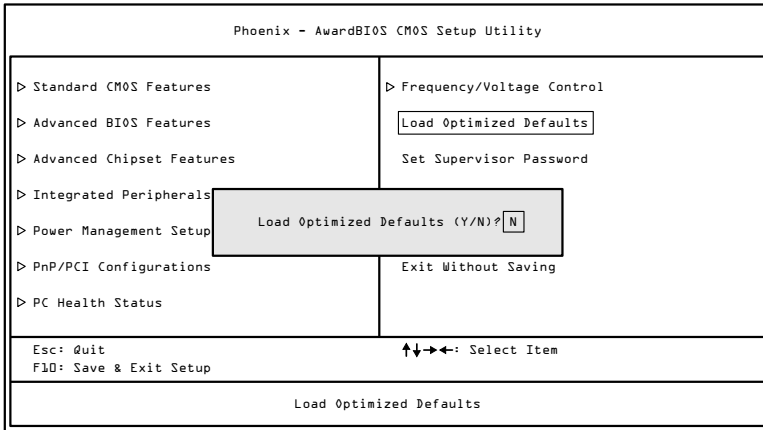 Phoenix - AwardBIOS CMOS Setup Utility
▷ Standard CMOS Features
▷ Advanced BIOS Features
▷ Advanced Chipset Features
▷ Integrated Peripherals
▷ Power Management Setup
▷ PnP/PCI Configurations
▷ PC Health Status
▷ Frequency/Voltage Control
Load Optimized Defaults
Set Supervisor Password
Exit Without Saving
Load Optimized Defaults (Y/N)? N
Esc: Quit
F10: Save & Exit Setup
↑↓→←: Select Item
Load Optimized Defaults